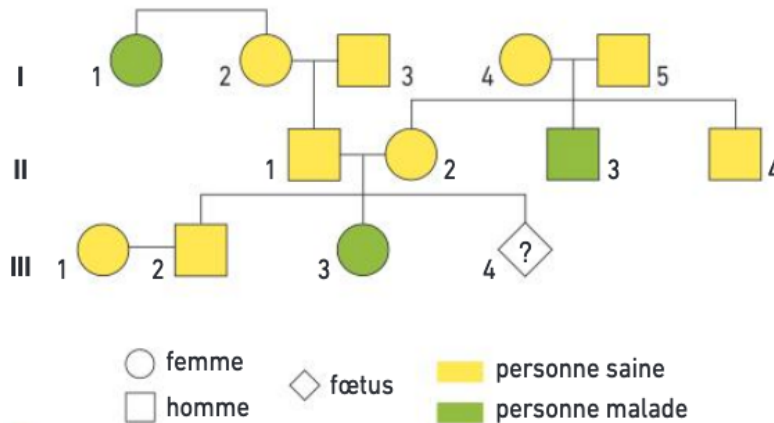 I 1 2 3 4 5
II 1 2 3 4
III 1 2 3 4 ?
femme
homme
fœtus
personne saine
personne malade